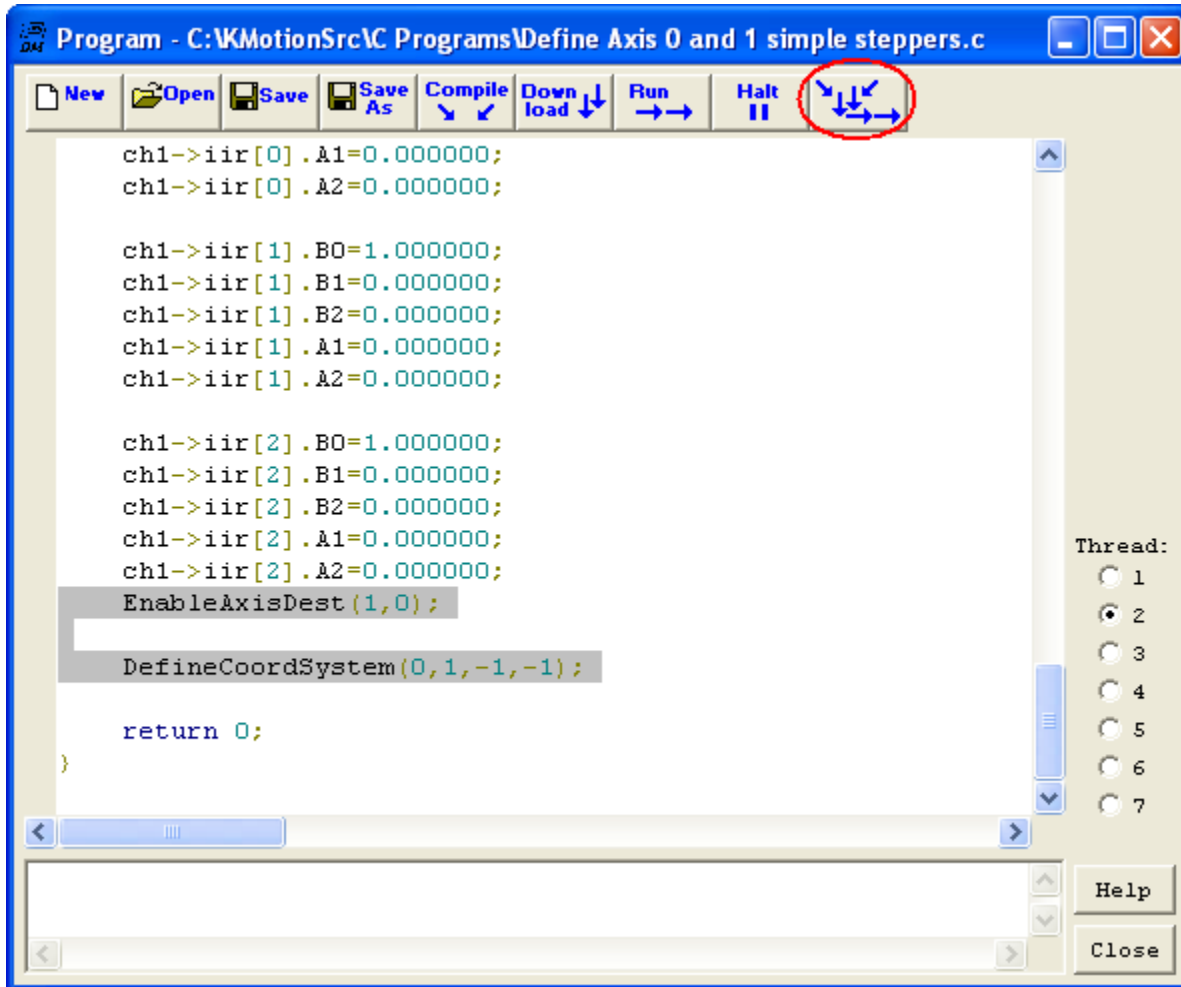 Program - C:\KMotionSrc\C Programs\Define Axis 0 and 1 simple steppers.c
New Open Save Save As Compile Down load Run Halt
ch1->iir[0].A1=0.000000;
ch1->iir[0].A2=0.000000;
ch1->iir[1].B0=1.000000;
ch1->iir[1].B1=0.000000;
ch1->iir[1].B2=0.000000;
ch1->iir[1].A1=0.000000;
ch1->iir[1].A2=0.000000;
ch1->iir[2].B0=1.000000;
ch1->iir[2].B1=0.000000;
ch1->iir[2].B2=0.000000;
ch1->iir[2].A1=0.000000;
ch1->iir[2].A2=0.000000;
EnableAxisDest(1,0);
DefineCoordSystem(0,1,-1,-1);
return 0;
}
Thread:
1
2
3
4
5
6
7
Help
Close